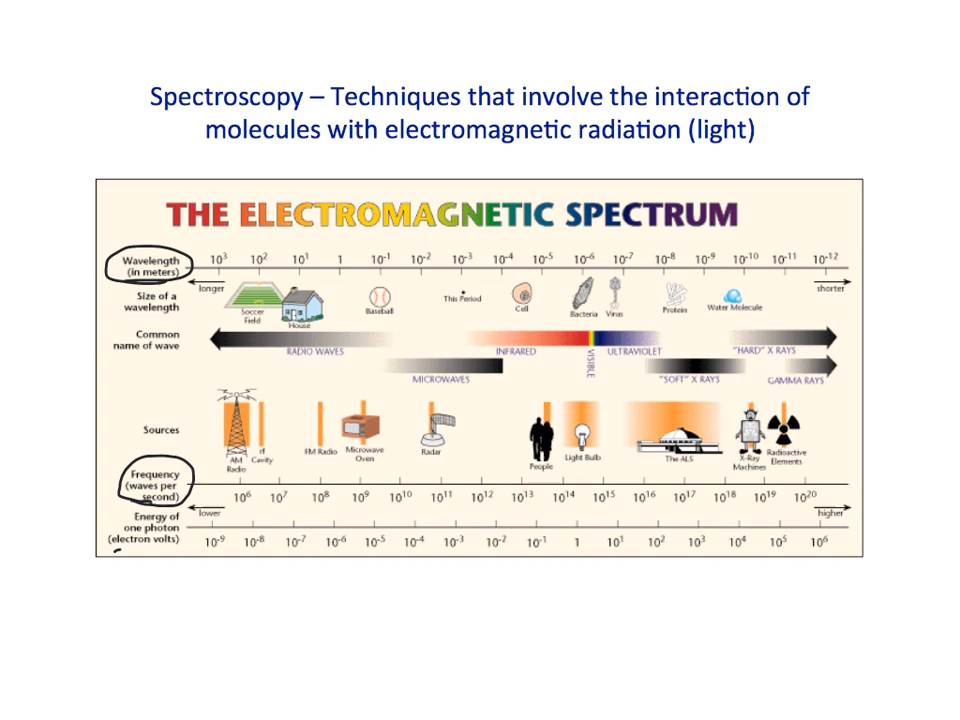 Spectroscopy – Techniques that involve the interaction of
molecules with electromagnetic radiation (light)
THE ELECTROMAGNETIC SPECTRUM
Wavelength
(in meters)
10³ 10² 10¹ 1 10⁻¹ 10⁻² 10⁻³ 10⁻⁴ 10⁻⁵ 10⁻⁶ 10⁻⁷ 10⁻⁸ 10⁻⁹ 10⁻¹⁰ 10⁻¹¹ 10⁻¹²
longer shorter
Size of a
wavelength
Soccer
Field
House
Baseball
This Period
Cell
Bacteria
Virus
Protein
Water Molecule
Common
name of wave
RADIO WAVES
INFRARED
VISIBLE
ULTRAVIOLET
"HARD" X RAYS
MICROWAVES
"SOFT" X RAYS
GAMMA RAYS
Sources
AM
Radio
rf
Cavity
FM Radio
Microwave
Oven
Radar
People
Light Bulb
The ALS
X-Ray
Machines
Radioactive
Elements
Frequency
(waves per
second)
10⁶ 10⁷ 10⁸ 10⁹ 10¹⁰ 10¹¹ 10¹² 10¹³ 10¹⁴ 10¹⁵ 10¹⁶ 10¹⁷ 10¹⁸ 10¹⁹ 10²⁰
lower higher
Energy of
one photon
(electron volts)
10⁻⁹ 10⁻⁸ 10⁻⁷ 10⁻⁶ 10⁻⁵ 10⁻⁴ 10⁻³ 10⁻² 10⁻¹ 1 10¹ 10² 10³ 10⁴ 10⁵ 10⁶